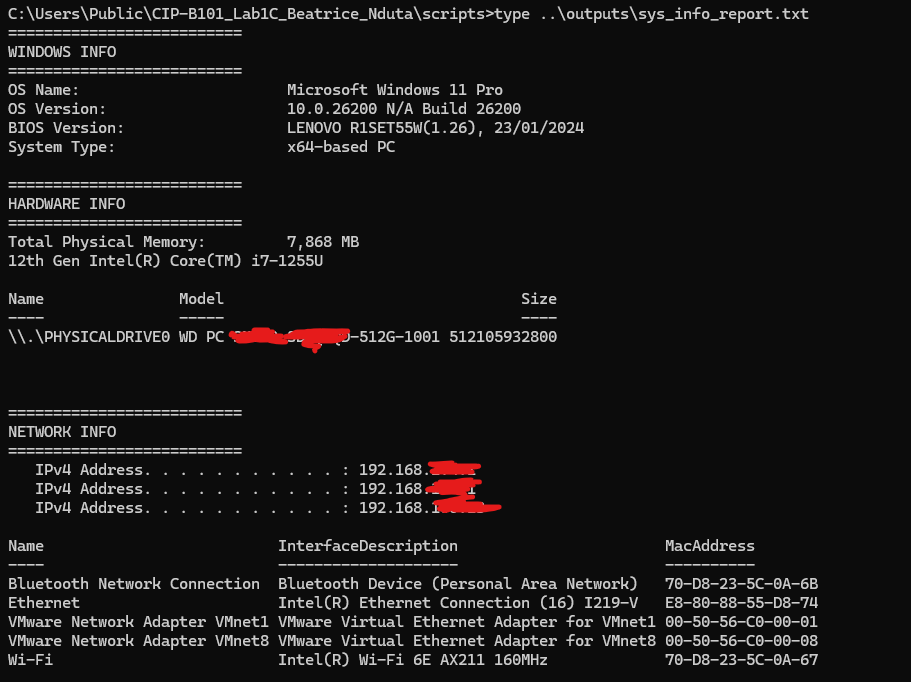 C:\Users\Public\CIP-B101_Lab1C_Beatrice_Nduta\scripts>type ..\outputs\sys_info_report.txt
==========================
WINDOWS INFO
==========================
OS Name:                       Microsoft Windows 11 Pro
OS Version:                    10.0.26200 N/A Build 26200
BIOS Version:                  LENOVO R1SET55W(1.26), 23/01/2024
System Type:                   x64-based PC
==========================
HARDWARE INFO
==========================
Total Physical Memory:         7,868 MB
12th Gen Intel(R) Core(TM) i7-1255U
Name               Model                                 Size
----               -----                                 ----
\\.\PHYSICALDRIVE0 WD PC -512G-1001 512105932800
==========================
NETWORK INFO
==========================
   IPv4 Address. . . . . . . . . . . : 192.168.
   IPv4 Address. . . . . . . . . . . : 192.168.
   IPv4 Address. . . . . . . . . . . : 192.168.
Name                          InterfaceDescription                       MacAddress
----                          --------------------                       ----------
Bluetooth Network Connection  Bluetooth Device (Personal Area Network)   70-D8-23-5C-0A-6B
Ethernet                      Intel(R) Ethernet Connection (16) I219-V   E8-80-88-55-D8-74
VMware Network Adapter VMnet1 VMware Virtual Ethernet Adapter for VMnet1 00-50-56-C0-00-01
VMware Network Adapter VMnet8 VMware Virtual Ethernet Adapter for VMnet8 00-50-56-C0-00-08
Wi-Fi                         Intel(R) Wi-Fi 6E AX211 160MHz             70-D8-23-5C-0A-67